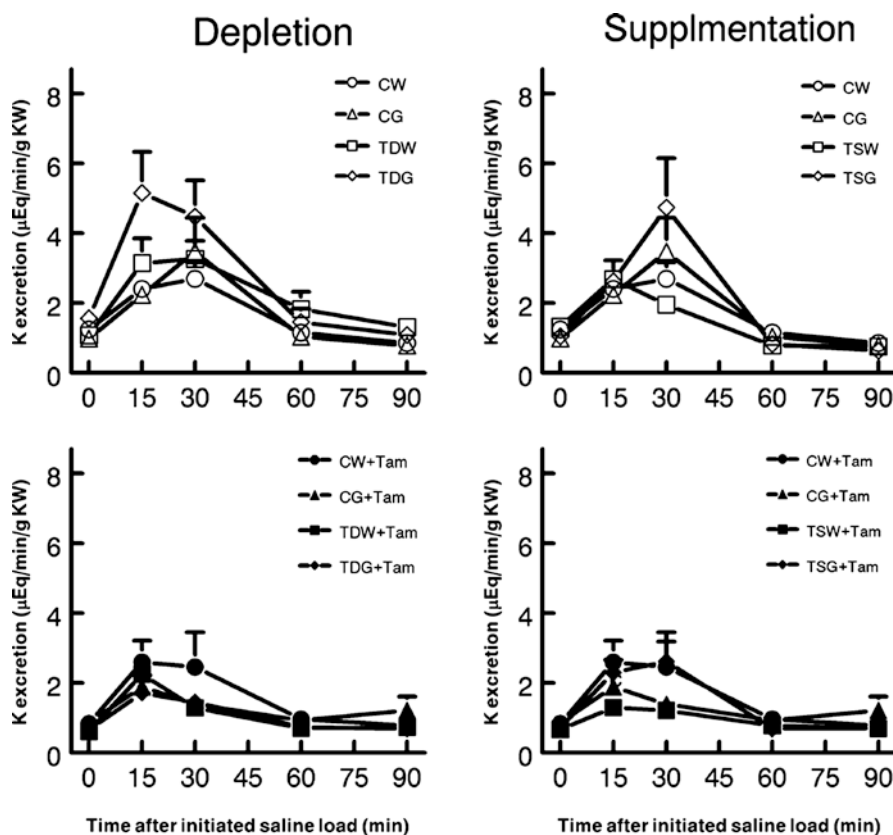 Depletion
Supplmentation
K excretion (µEq/min/g KW)
8
6
4
2
0
CW
CG
TDW
TDG
0 15 30 45 60 75 90
K excretion (µEq/min/g KW)
8
6
4
2
0
CW
CG
TSW
TSG
0 15 30 45 60 75 90
K excretion (µEq/min/g KW)
8
6
4
2
0
CW+Tam
CG+Tam
TDW+Tam
TDG+Tam
0 15 30 45 60 75 90
Time after initiated saline load (min)
K excretion (µEq/min/g KW)
8
6
4
2
0
CW+Tam
CG+Tam
TSW+Tam
TSG+Tam
0 15 30 45 60 75 90
Time after initiated saline load (min)